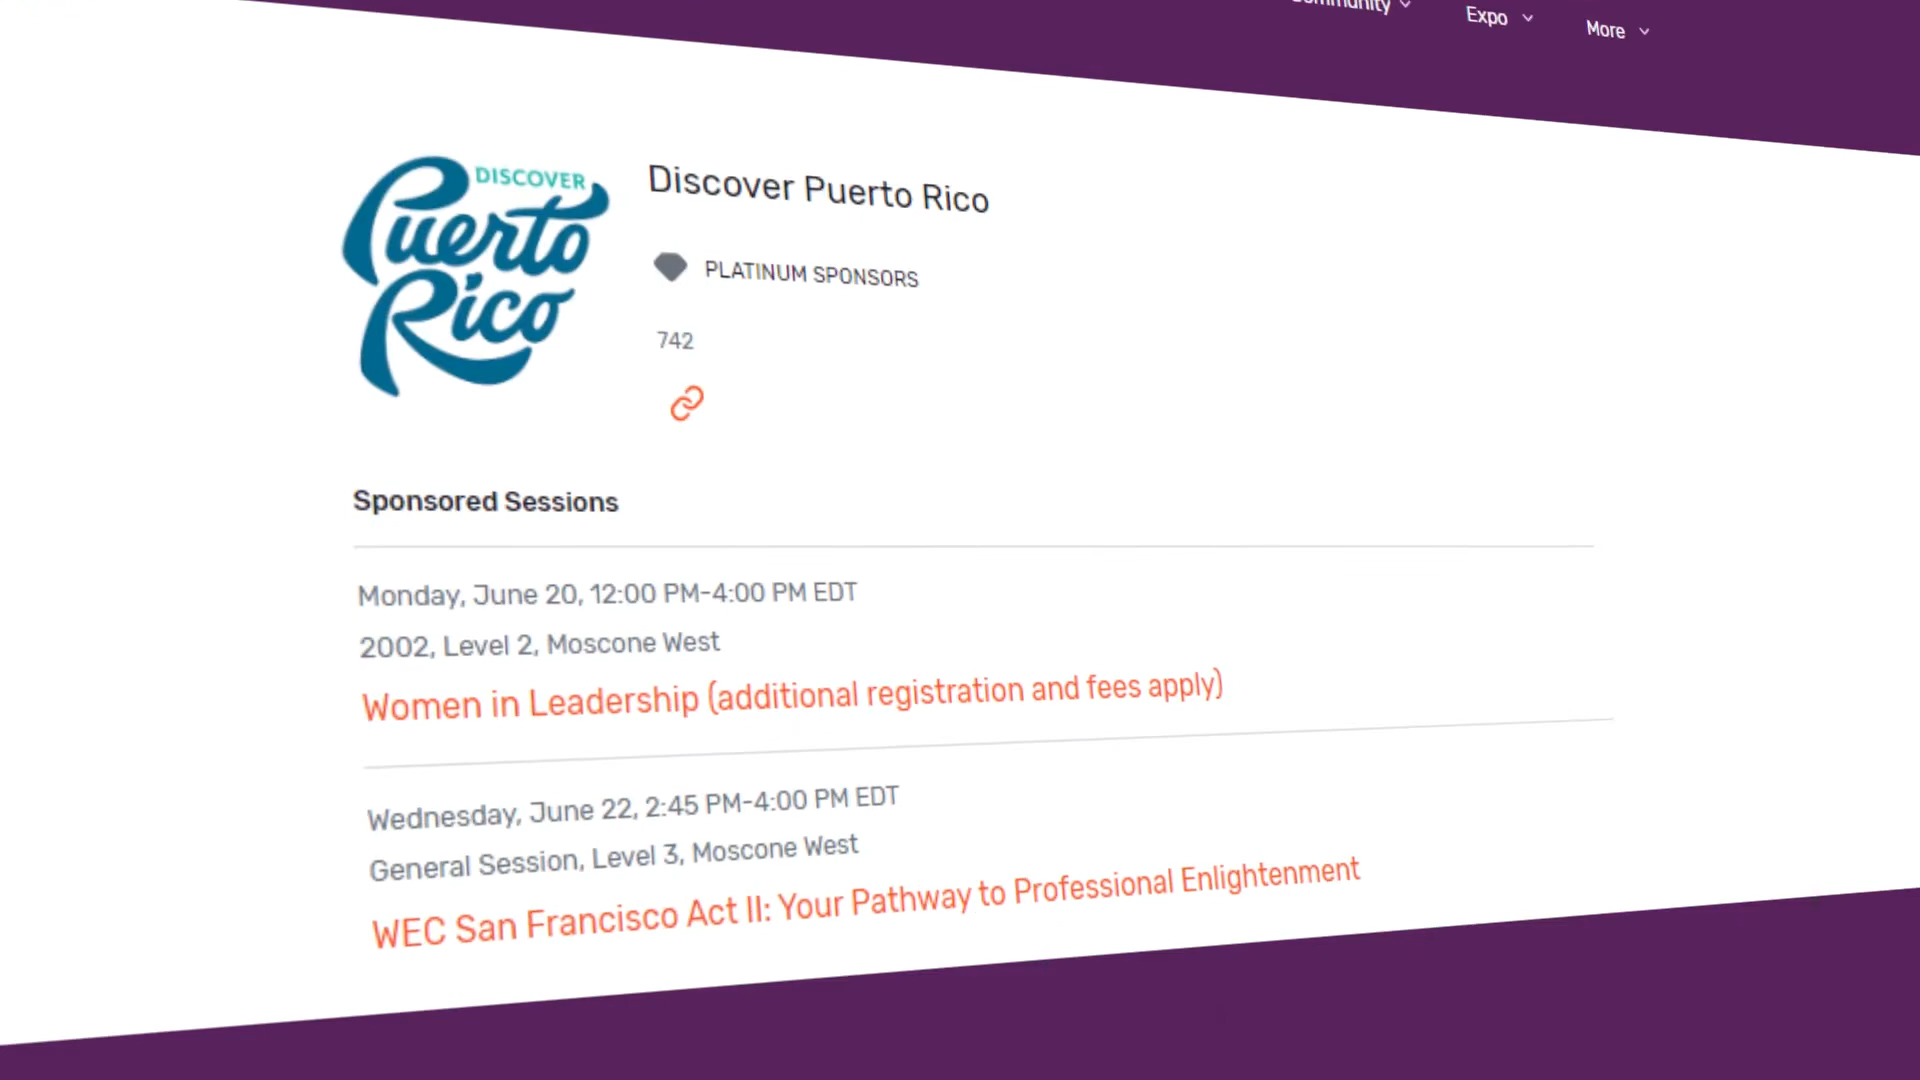 Expo
More
DISCOVER
Puerto
Rico
Discover Puerto Rico
PLATINUM SPONSORS
742
Sponsored Sessions
Monday, June 20, 12:00 PM-4:00 PM EDT
2002, Level 2, Moscone West
Women in Leadership (additional registration and fees apply)
Wednesday, June 22, 2:45 PM-4:00 PM EDT
General Session, Level 3, Moscone West
WEC San Francisco Act II: Your Pathway to Professional Enlightenment